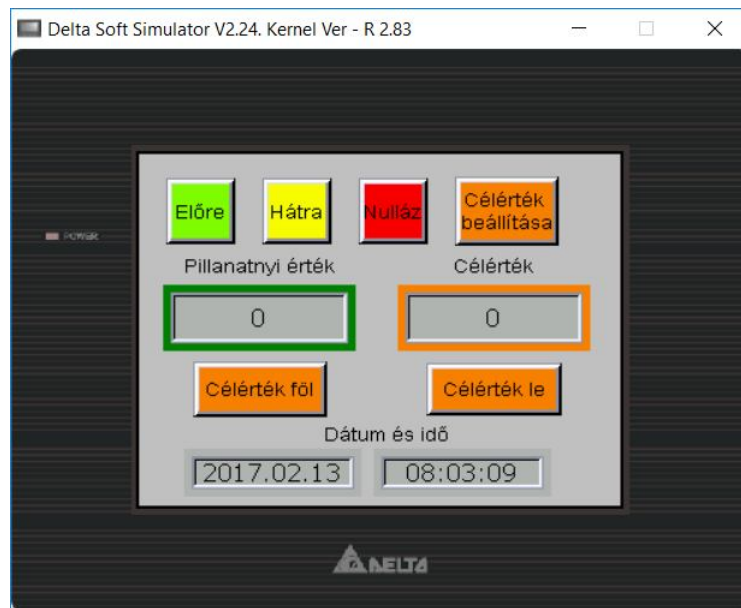 Delta Soft Simulator V2.24. Kernel Ver - R 2.83
POWER
Előre Hátra Nulláz Célérték
beállítása
Pillanatnyi érték Célérték
0 0
Célérték föl Célérték le
Dátum és idő
2017.02.13 08:03:09
DELTA